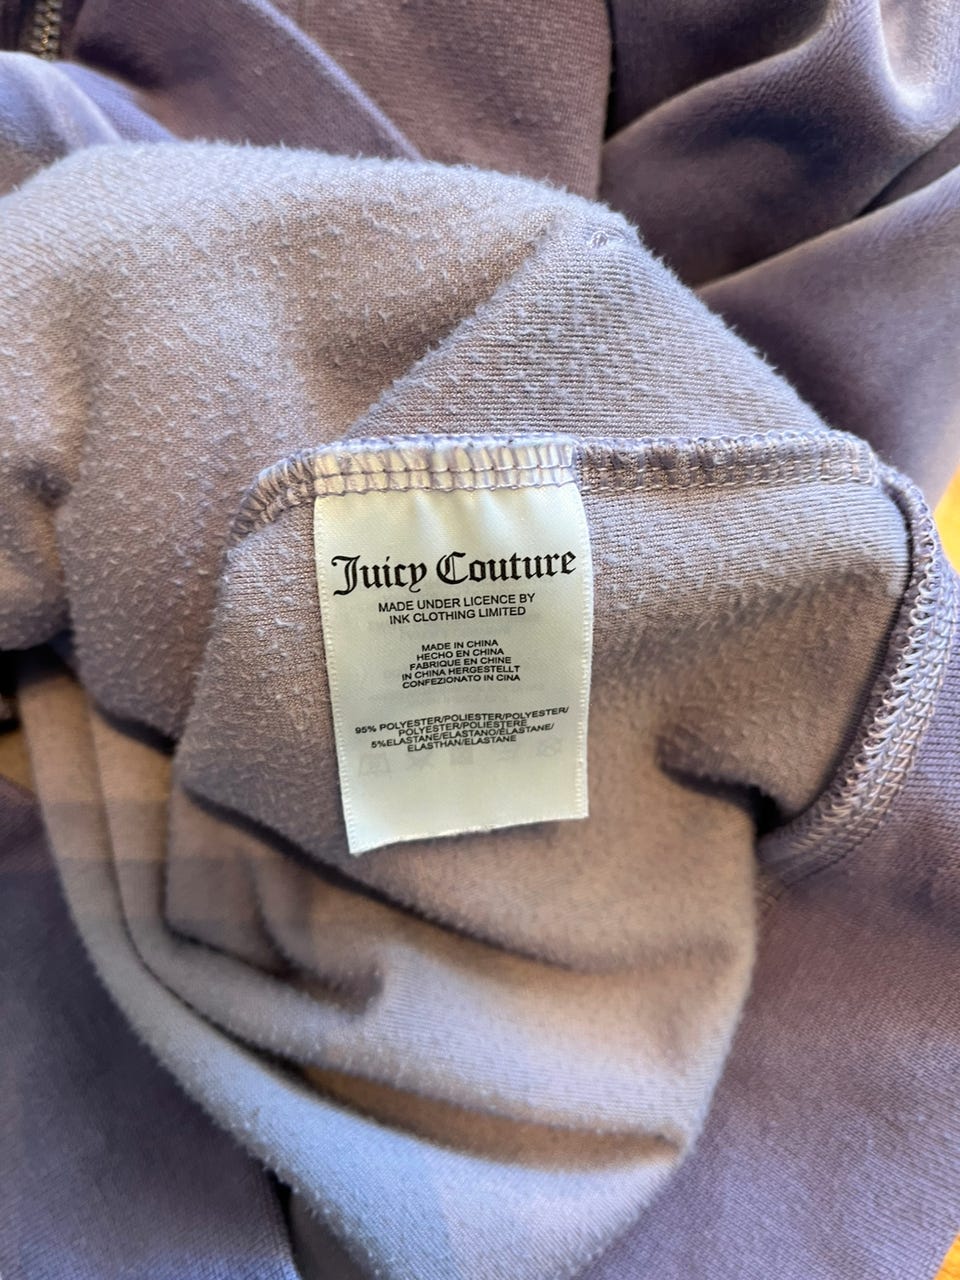 Juicy Couture
MADE UNDER LICENCE BY
INK CLOTHING LIMITED
MADE IN CHINA
HECHO EN CHINA
FABRIQUE EN CHINE
IN CHINA HERGESTELLT
CONFEZIONATO IN CINA
95% POLYESTER/POLIESTER/POLYESTER/
POLYESTER/POLIESTERE
5%ELASTANE/ELASTANO/ÉLASTANE/
ELASTHAN/ELASTANE